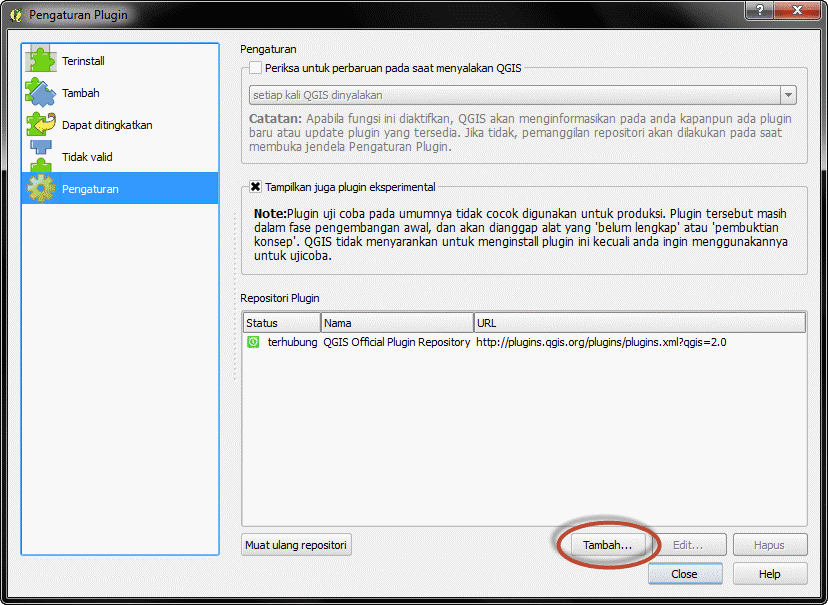 Pengaturan Plugin
?
Terinstall
Tambah
Dapat ditingkatkan
Tidak valid
Pengaturan
Pengaturan
Periksa untuk perbaruan pada saat menyalakan QGIS
setiap kali QGIS dinyalakan
Catatan: Apabila fungsi ini diaktifkan, QGIS akan menginformasikan pada anda kapanpun ada plugin
baru atau update plugin yang tersedia. Jika tidak, pemanggilan repositori akan dilakukan pada saat
membuka jendela Pengaturan Plugin.
Tampilkan juga plugin eksperimental
Note:Plugin uji coba pada umumnya tidak cocok digunakan untuk produksi. Plugin tersebut masih
dalam fase pengembangan awal, dan akan dianggap alat yang 'belum lengkap' atau 'pembuktian
konsep'. QGIS tidak menyarankan untuk menginstall plugin ini kecuali anda ingin menggunakannya
untuk ujicoba.
Repositori Plugin
Status Nama URL
terhubung QGIS Official Plugin Repository http://plugins.qgis.org/plugins/plugins.xml?qgis=2.0
Muat ulang repositori Tambah... Edit... Hapus
Close Help